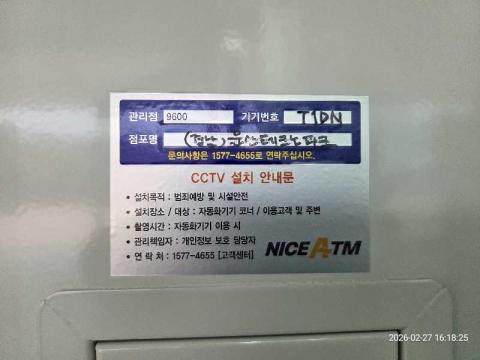 관리점 9600 기기번호 T1DN
점포명 (경남)울산테크노파크
문의사항은 1577-4655로 연락주십시오.
CCTV 설치 안내문
• 설치목적 : 범죄예방 및 시설안전
• 설치장소 / 대상 : 자동화기기 코너 / 이용고객 및 주변
• 촬영시간 : 자동화기기 이용 시
• 관리책임자 : 개인정보 보호 담당자
• 연 락 처 : 1577-4655 [고객센터]
NICE ATM
2026-02-27 16:18:25